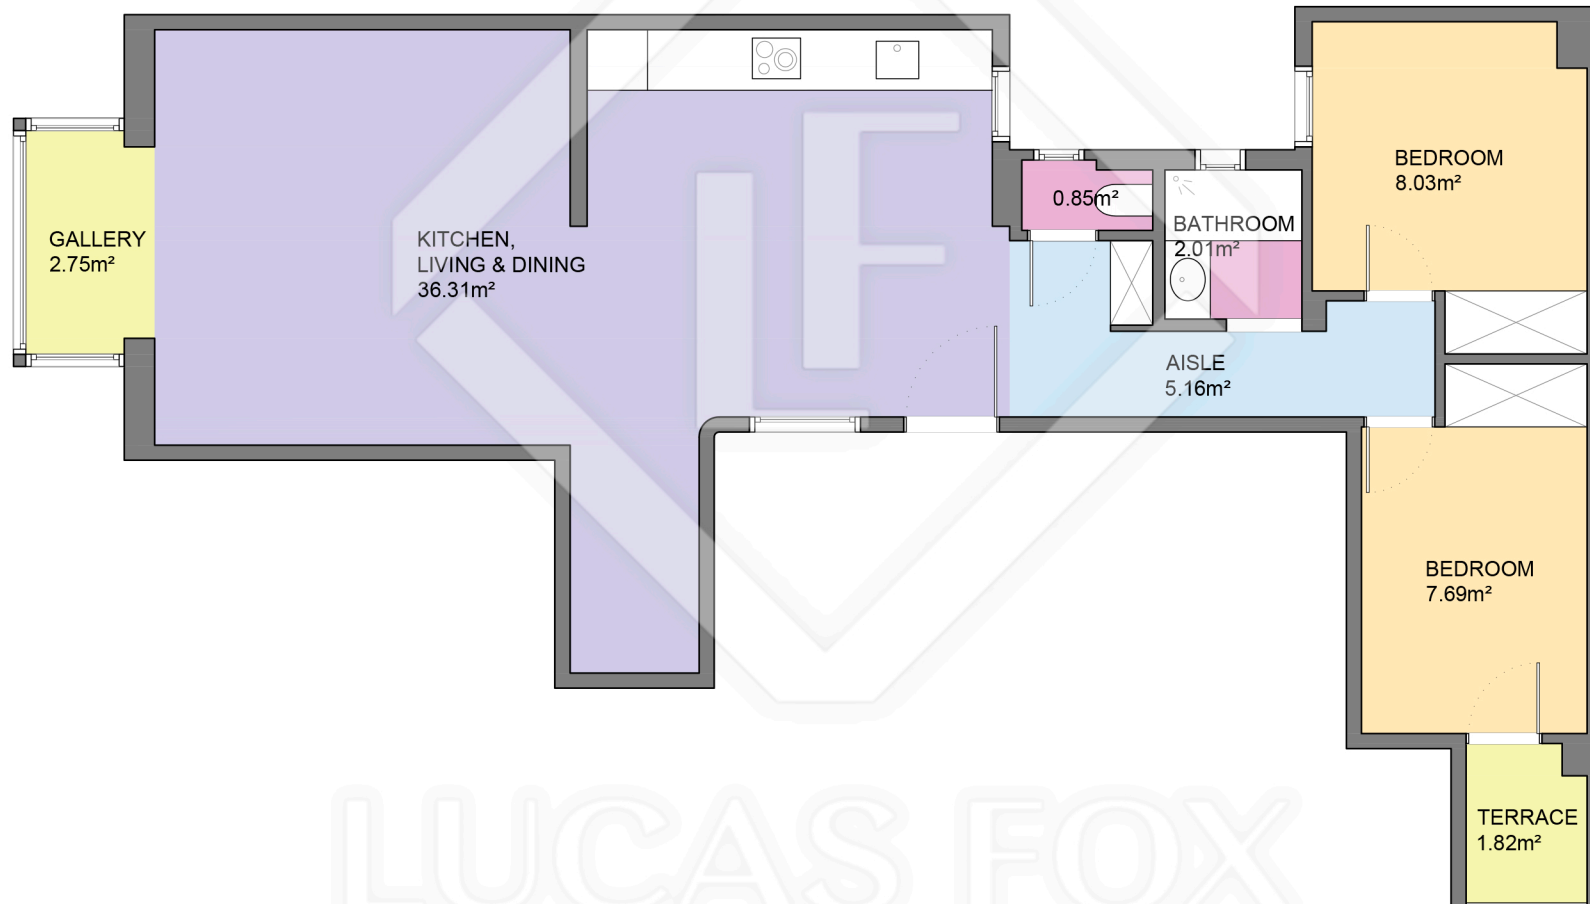 GALLERY
2.75m²
KITCHEN,
LIVING & DINING
36.31m²
0.85m²
BATHROOM
2.01m²
BEDROOM
8.03m²
AISLE
5.16m²
BEDROOM
7.69m²
TERRACE
1.82m²
LF
LUCAS FOX